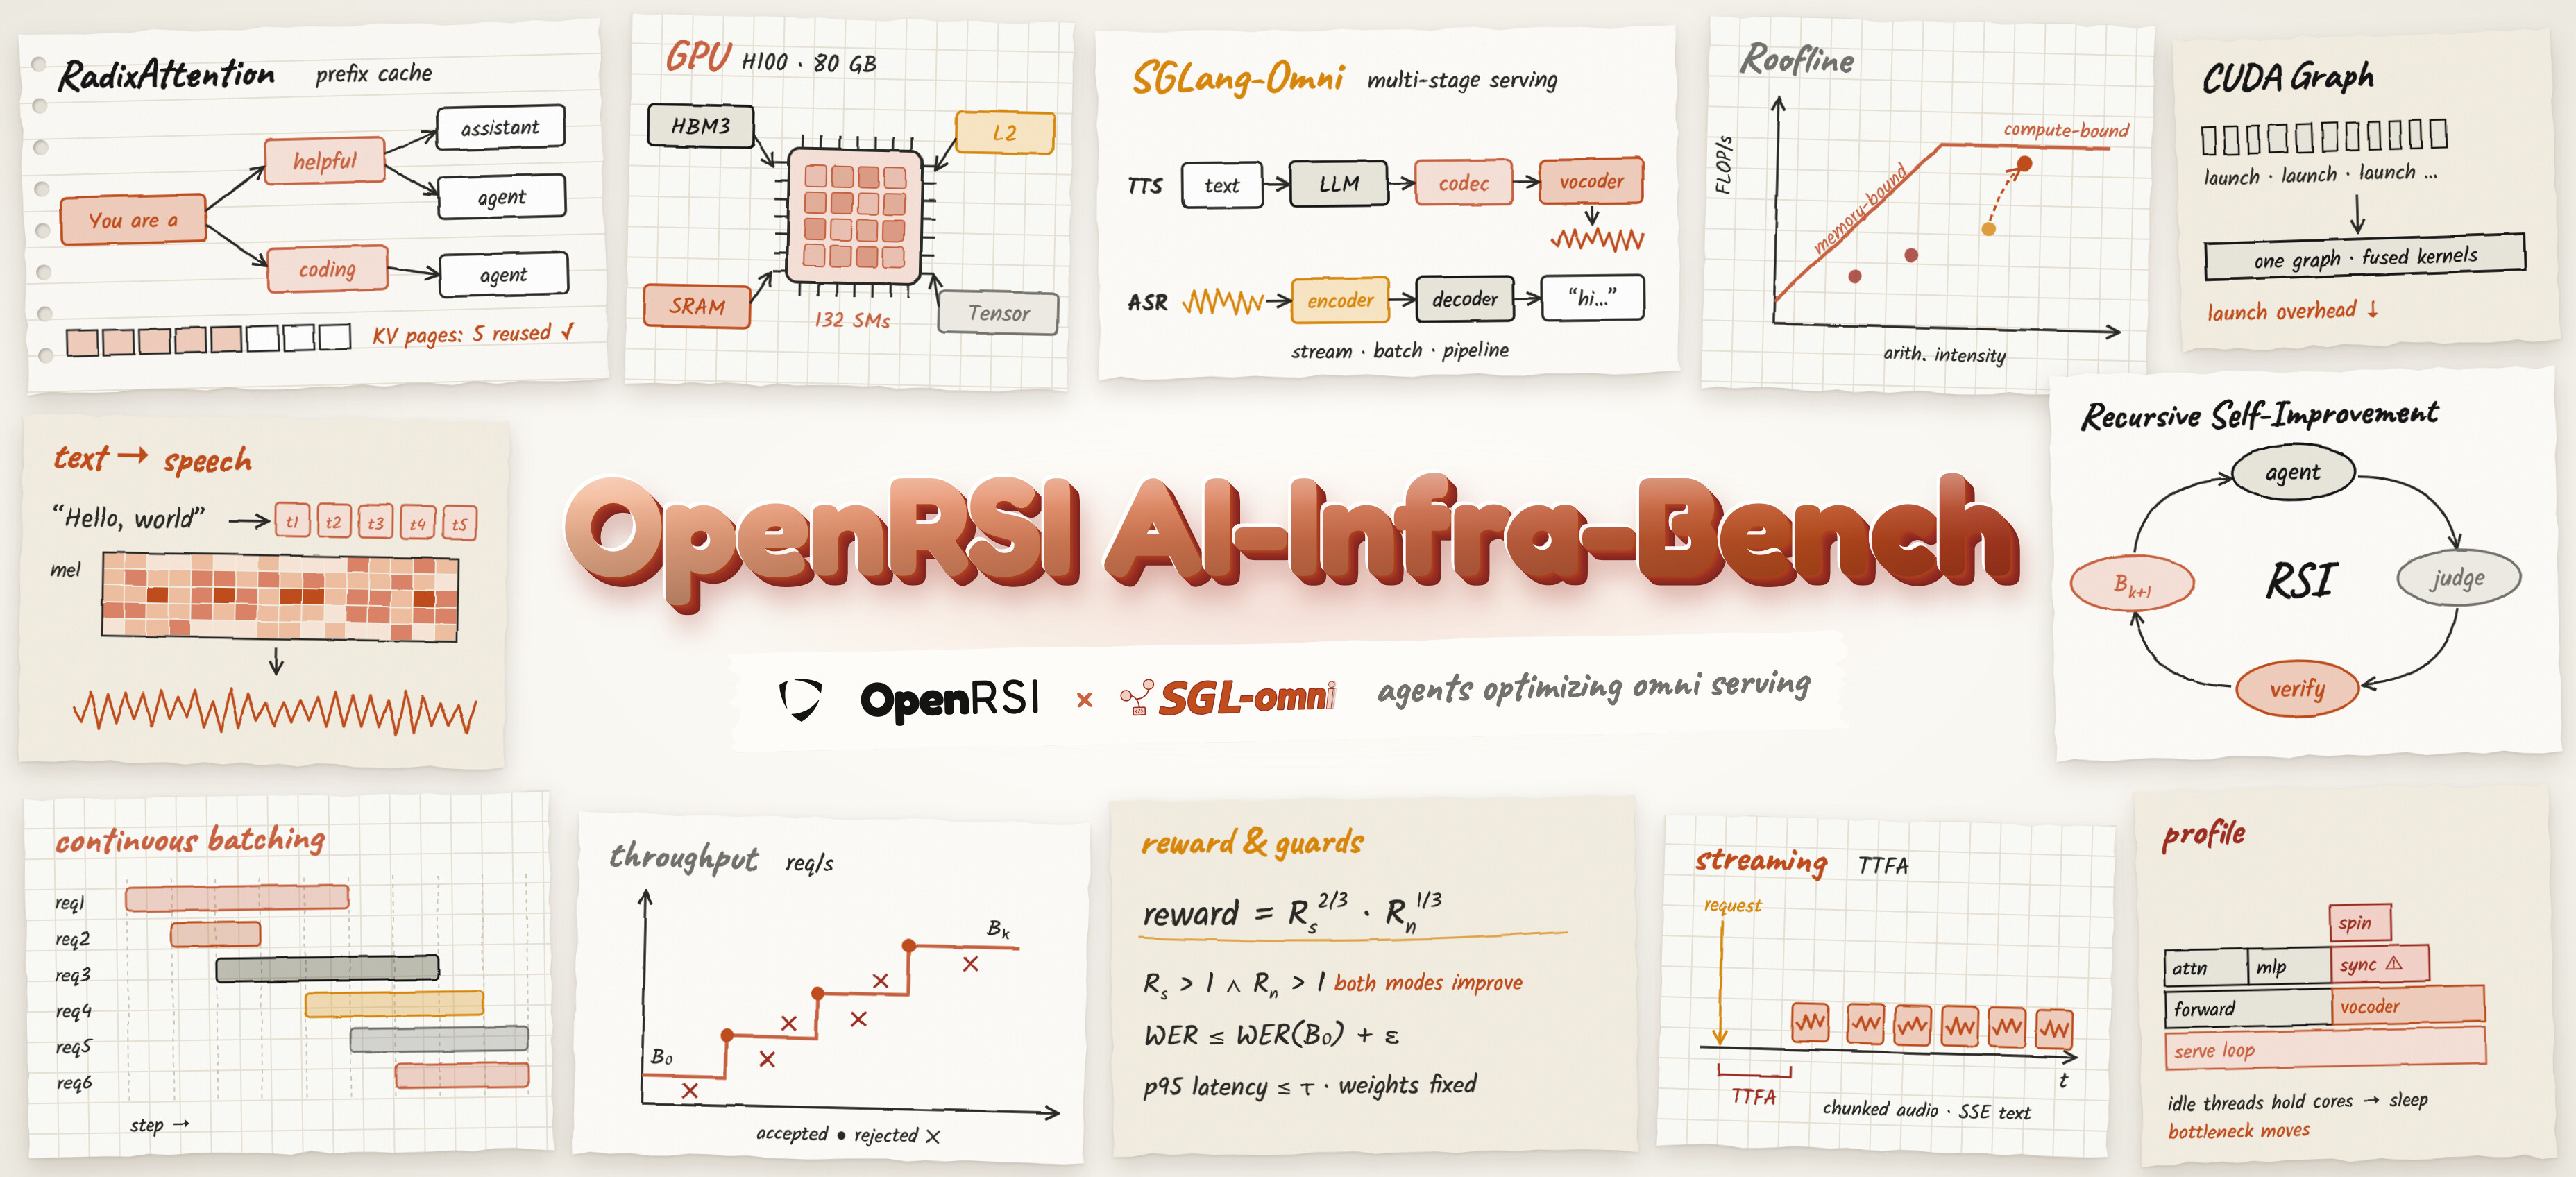 RadixAttention prefix cache
You are a
helpful
coding
assistant
agent
agent
KV pages: 5 reused ✓
GPU H100 · 80 GB
HBM3
L2
SRAM
132 SMs
Tensor
SGLang-Omni multi-stage serving
TTS text LLM codec vocoder
ASR encoder decoder "hi..."
stream · batch · pipeline
Roofline
FLOP/s
memory-bound
compute-bound
arith. intensity
CUDA Graph
launch · launch · launch ...
one graph · fused kernels
launch overhead ↓
text → speech
"Hello, world" → t1 t2 t3 t4 t5
mel
OpenRSI AI-Infra-Bench
OpenRSI × SGL-omni agents optimizing omni serving
Recursive Self-Improvement
agent
judge
verify
B_{k+1}
RSI
continuous batching
req1
req2
req3
req4
req5
req6
step →
throughput req/s
B₀
Bₖ
accepted ● rejected ×
reward & guards
reward = R_s^{2/3} · R_n^{1/3}
R_s > 1 ∧ R_n > 1 both modes improve
WER ≤ WER(B₀) + ε
p95 latency ≤ τ · weights fixed
streaming TTFA
request
TTFA
t
chunked audio · SSE text
profile
spin
attn mlp sync ⚠
forward vocoder
serve loop
idle threads hold cores → sleep
bottleneck moves